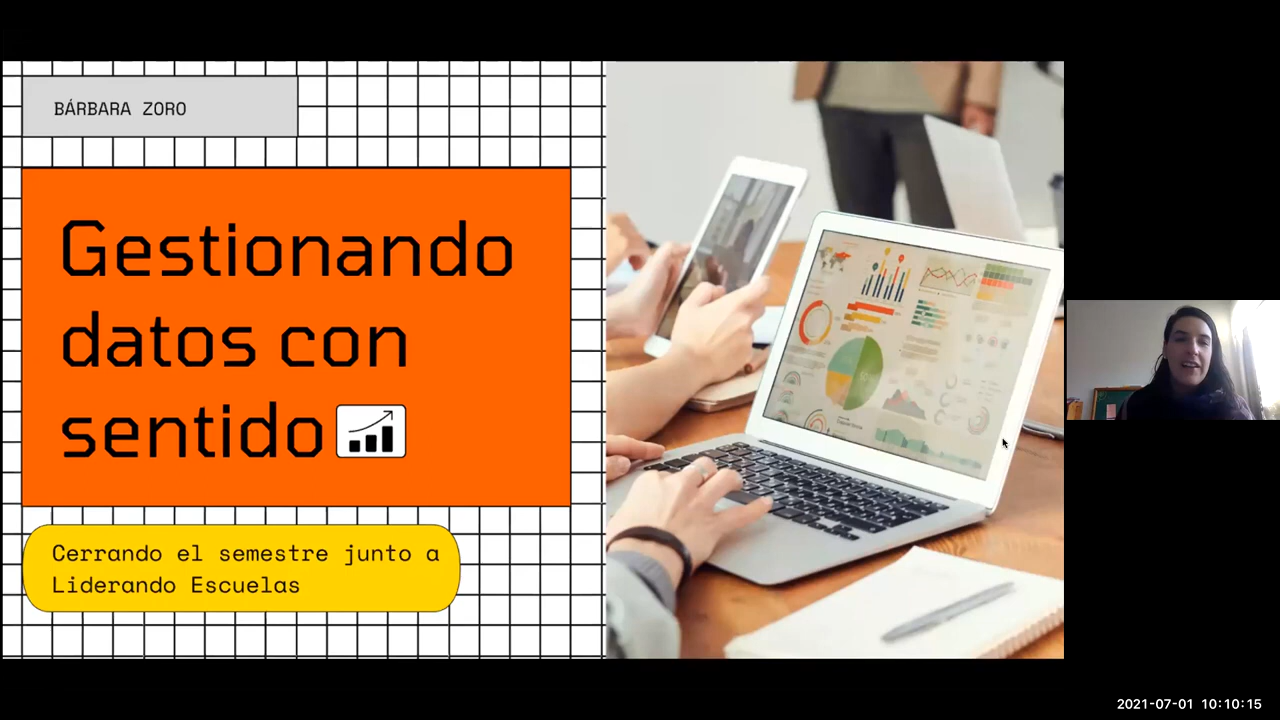 BÁRBARA ZORO
Gestionando
datos con
sentido
Cerrando el semestre junto a
Liderando Escuelas
2021-07-01 10:10:15